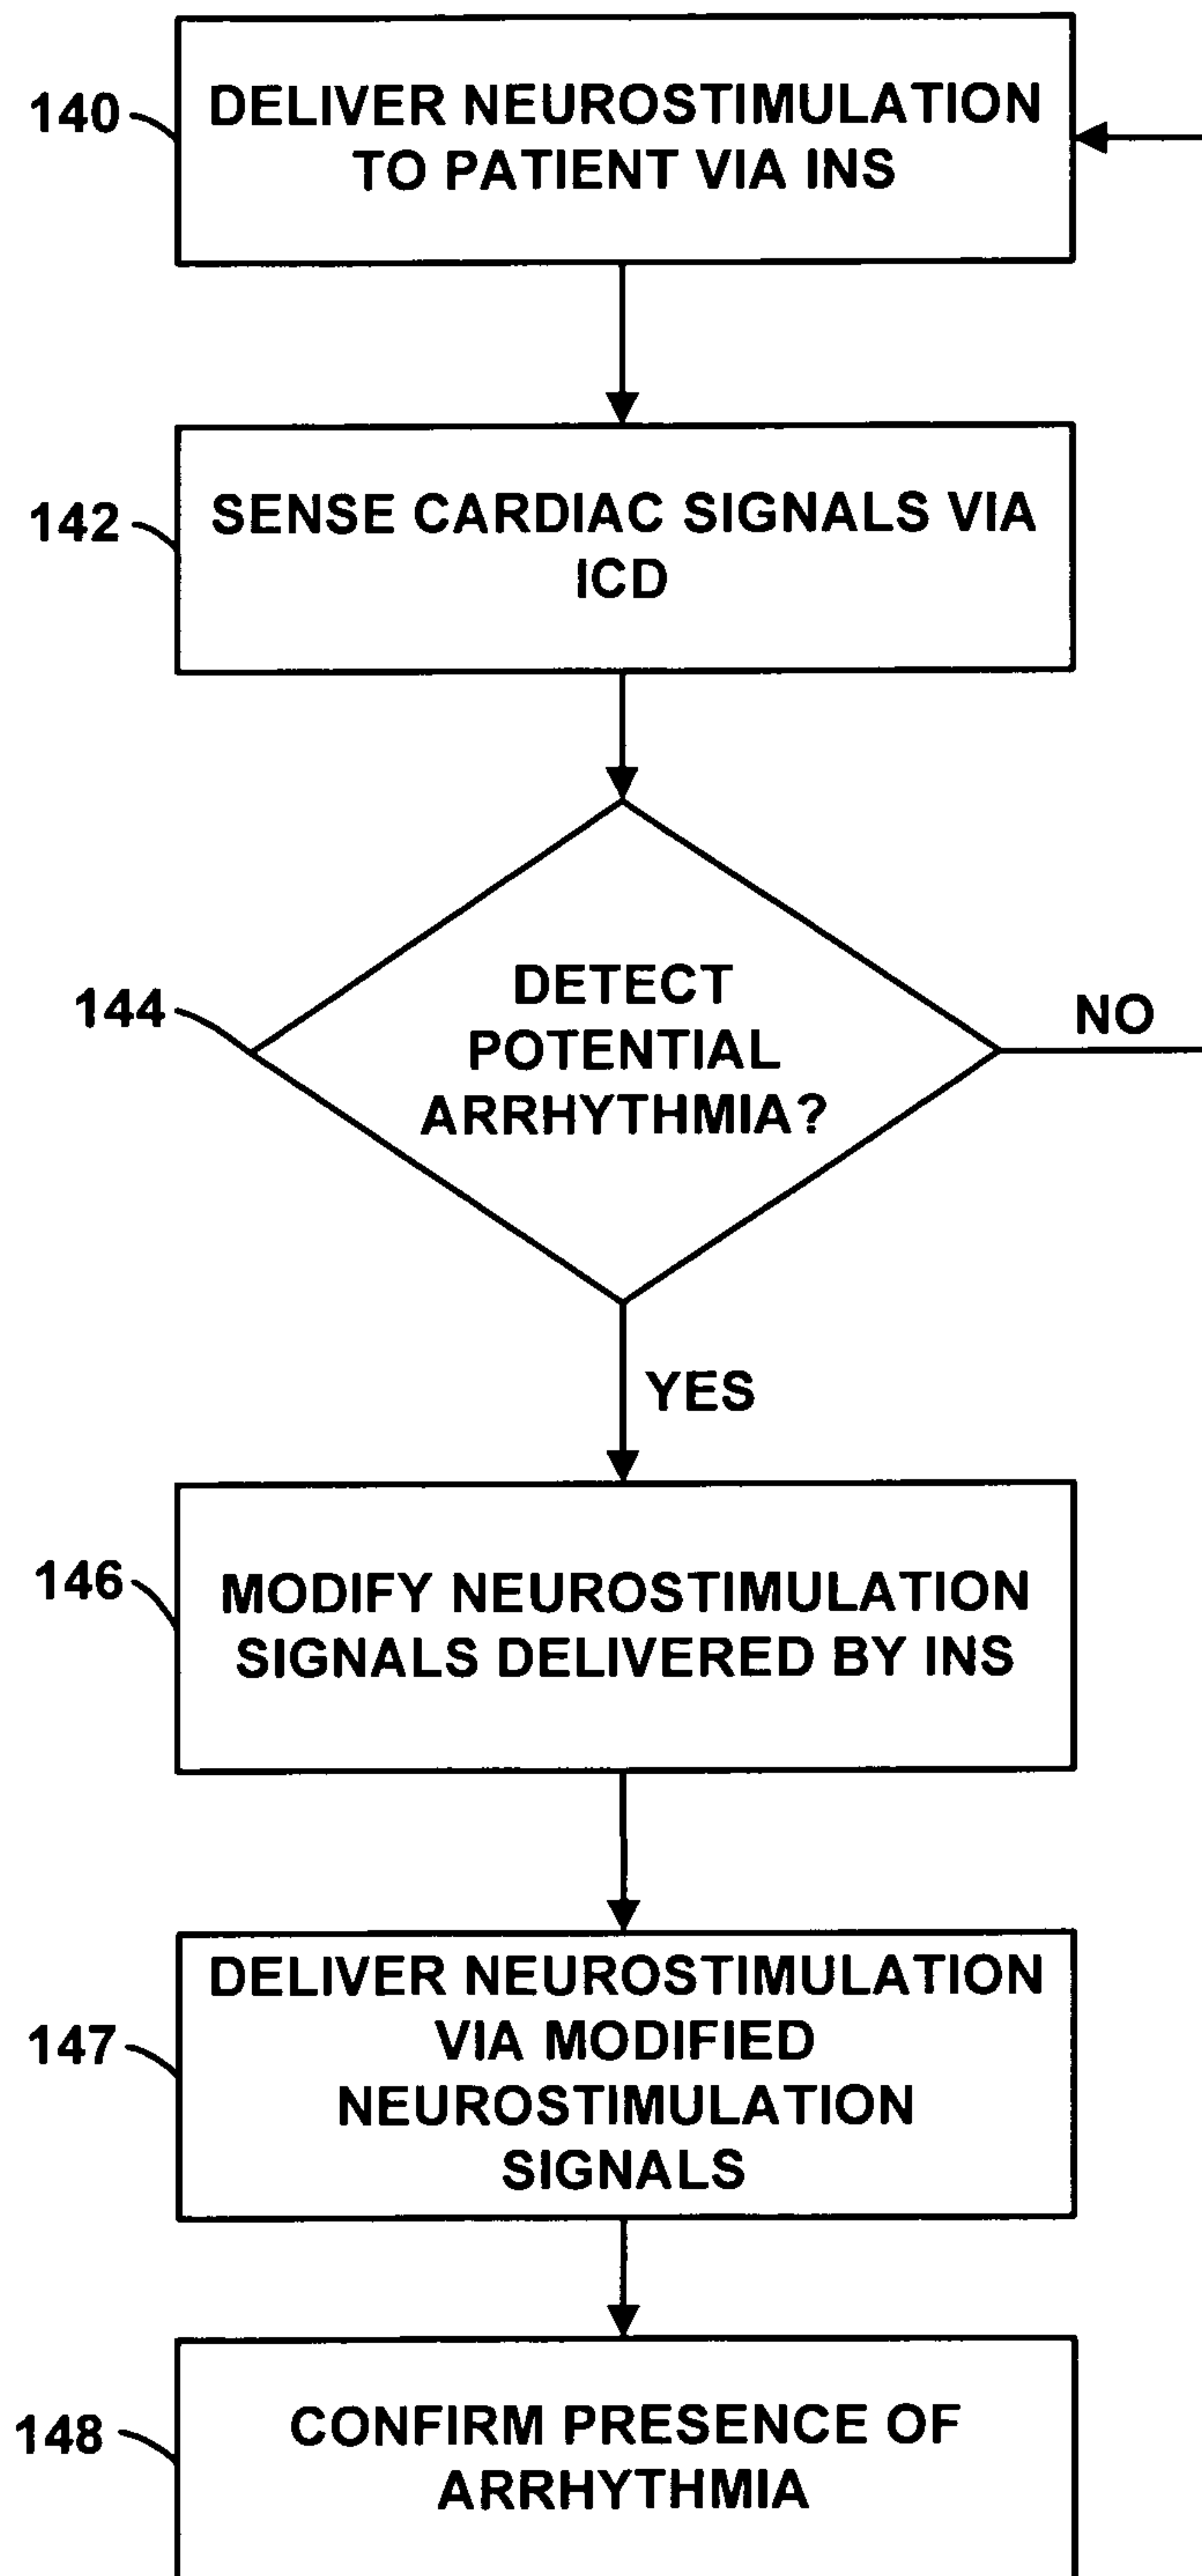 140
DELIVER NEUROSTIMULATION
TO PATIENT VIA INS
142
SENSE CARDIAC SIGNALS VIA
ICD
144
DETECT
POTENTIAL
ARRHYTHMIA?
NO
YES
146
MODIFY NEUROSTIMULATION
SIGNALS DELIVERED BY INS
147
DELIVER NEUROSTIMULATION
VIA MODIFIED
NEUROSTIMULATION
SIGNALS
148
CONFIRM PRESENCE OF
ARRHYTHMIA